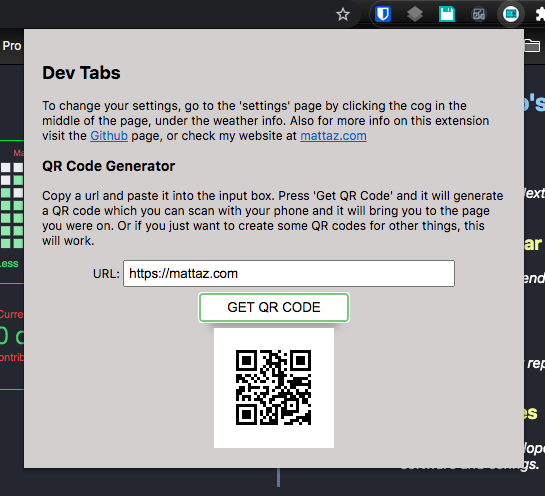 Pro
Dev Tabs
To change your settings, go to the 'settings' page by clicking the cog in the
middle of the page, under the weather info. Also for more info on this extension
visit the Github page, or check my website at mattaz.com
QR Code Generator
Copy a url and paste it into the input box. Press 'Get QR Code' and it will generate
a QR code which you can scan with your phone and it will bring you to the page
you were on. Or if you just want to create some QR codes for other things, this
will work.
URL: https://mattaz.com
GET QR CODE
Ma
Less
Curre
0 d
ontrib
's
ext
ar
end
rep
es
lope